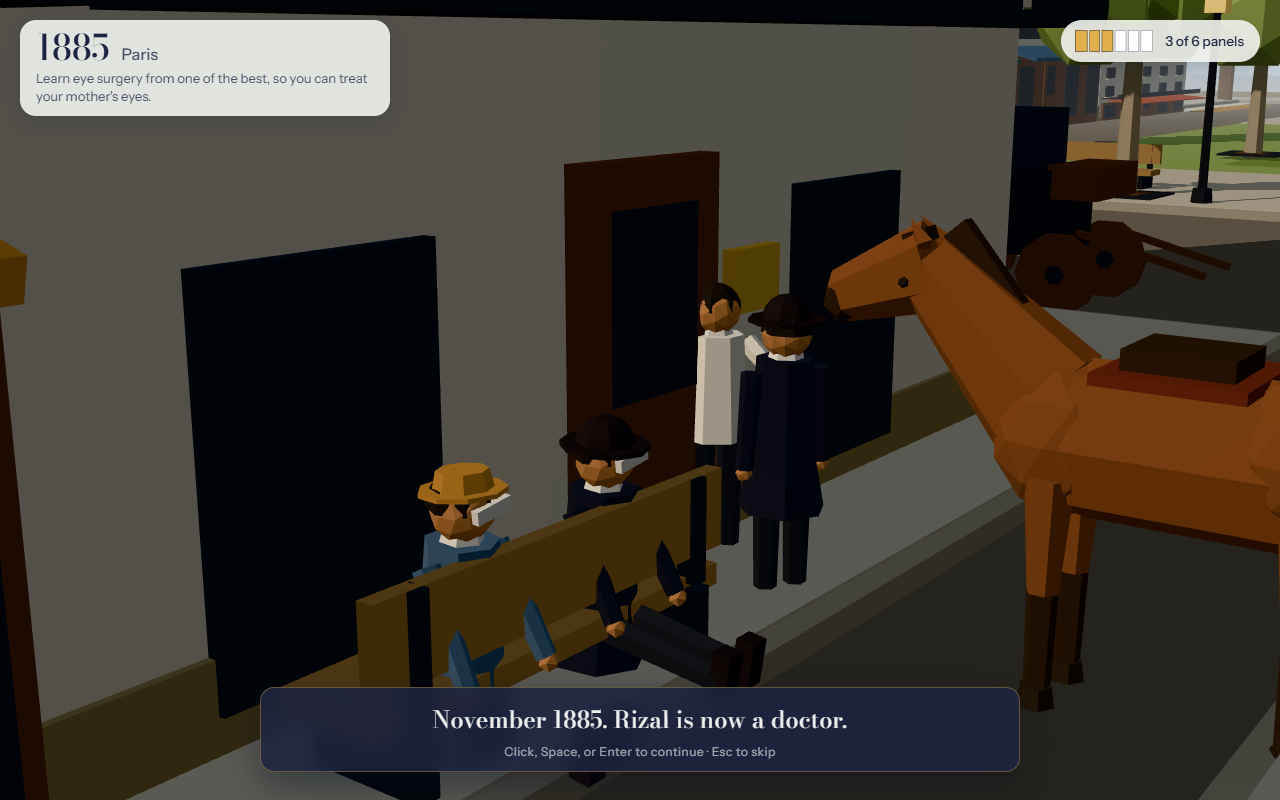 1885 Paris
Learn eye surgery from one of the best, so you can treat
your mother's eyes.
3 of 6 panels
November 1885. Rizal is now a doctor.
Click, Space, or Enter to continue · Esc to skip